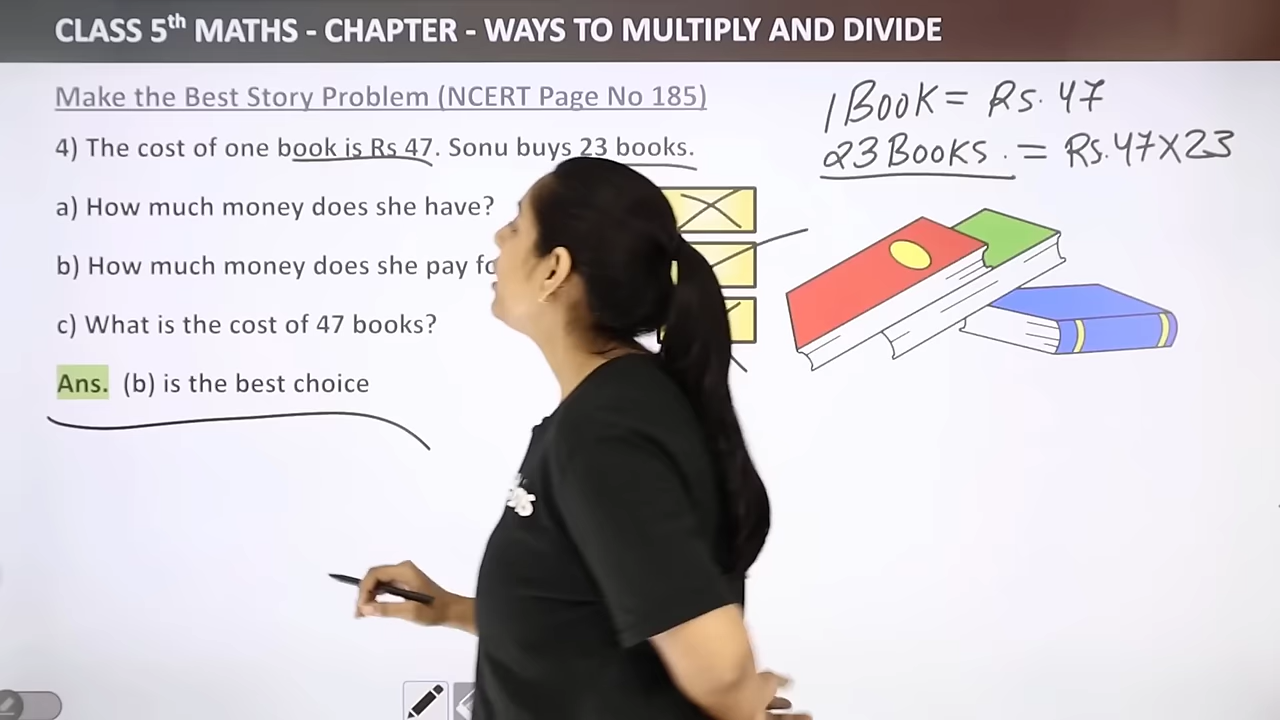 CLASS 5th MATHS - CHAPTER - WAYS TO MULTIPLY AND DIVIDE
Make the Best Story Problem (NCERT Page No 185)
4) The cost of one book is Rs 47. Sonu buys 23 books.
a) How much money does she have?
b) How much money does she pay
c) What is the cost of 47 books?
Ans. (b) is the best choice
1 Book = Rs. 47
23 Books. = Rs. 47 X 23